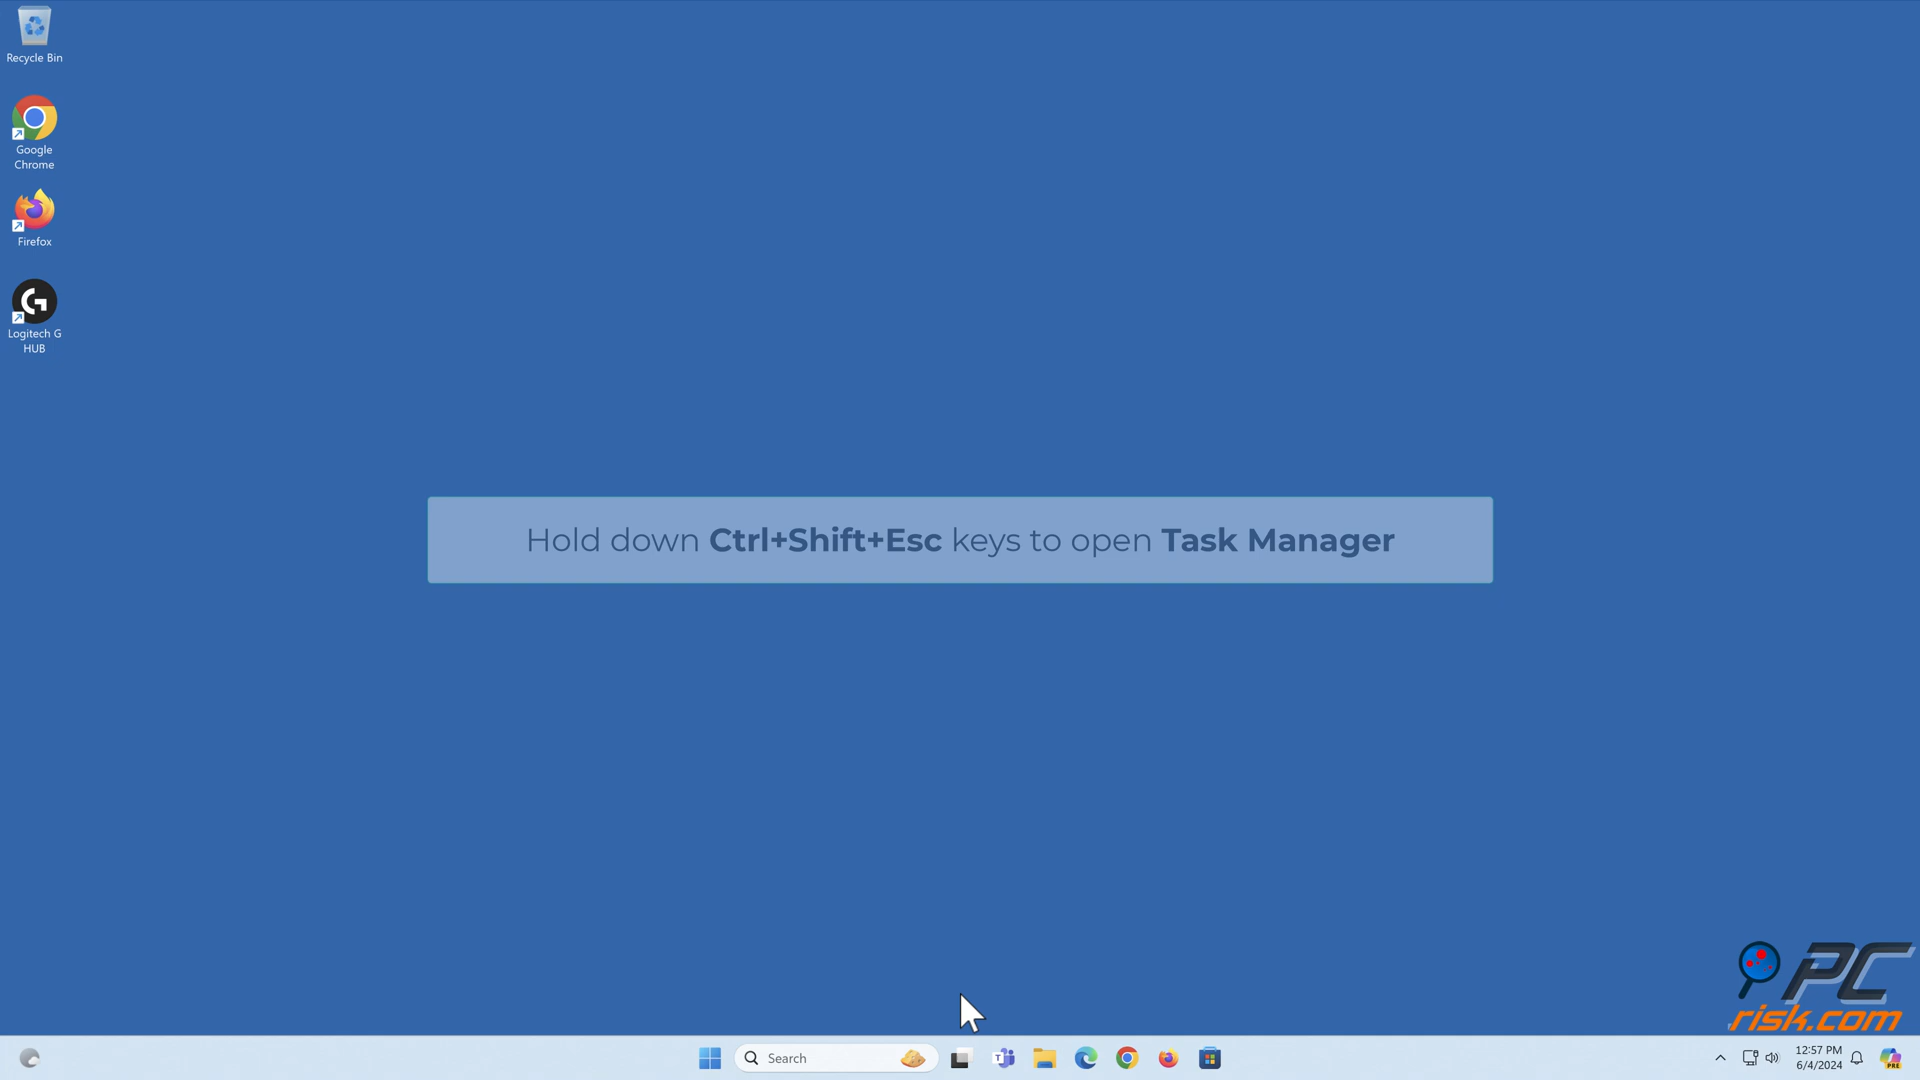 Recycle Bin
Google
Chrome
Firefox
Logitech G
HUB
Hold down Ctrl+Shift+Esc keys to open Task Manager
PC
risk.com
Search
12:57 PM
6/4/2024
PRE